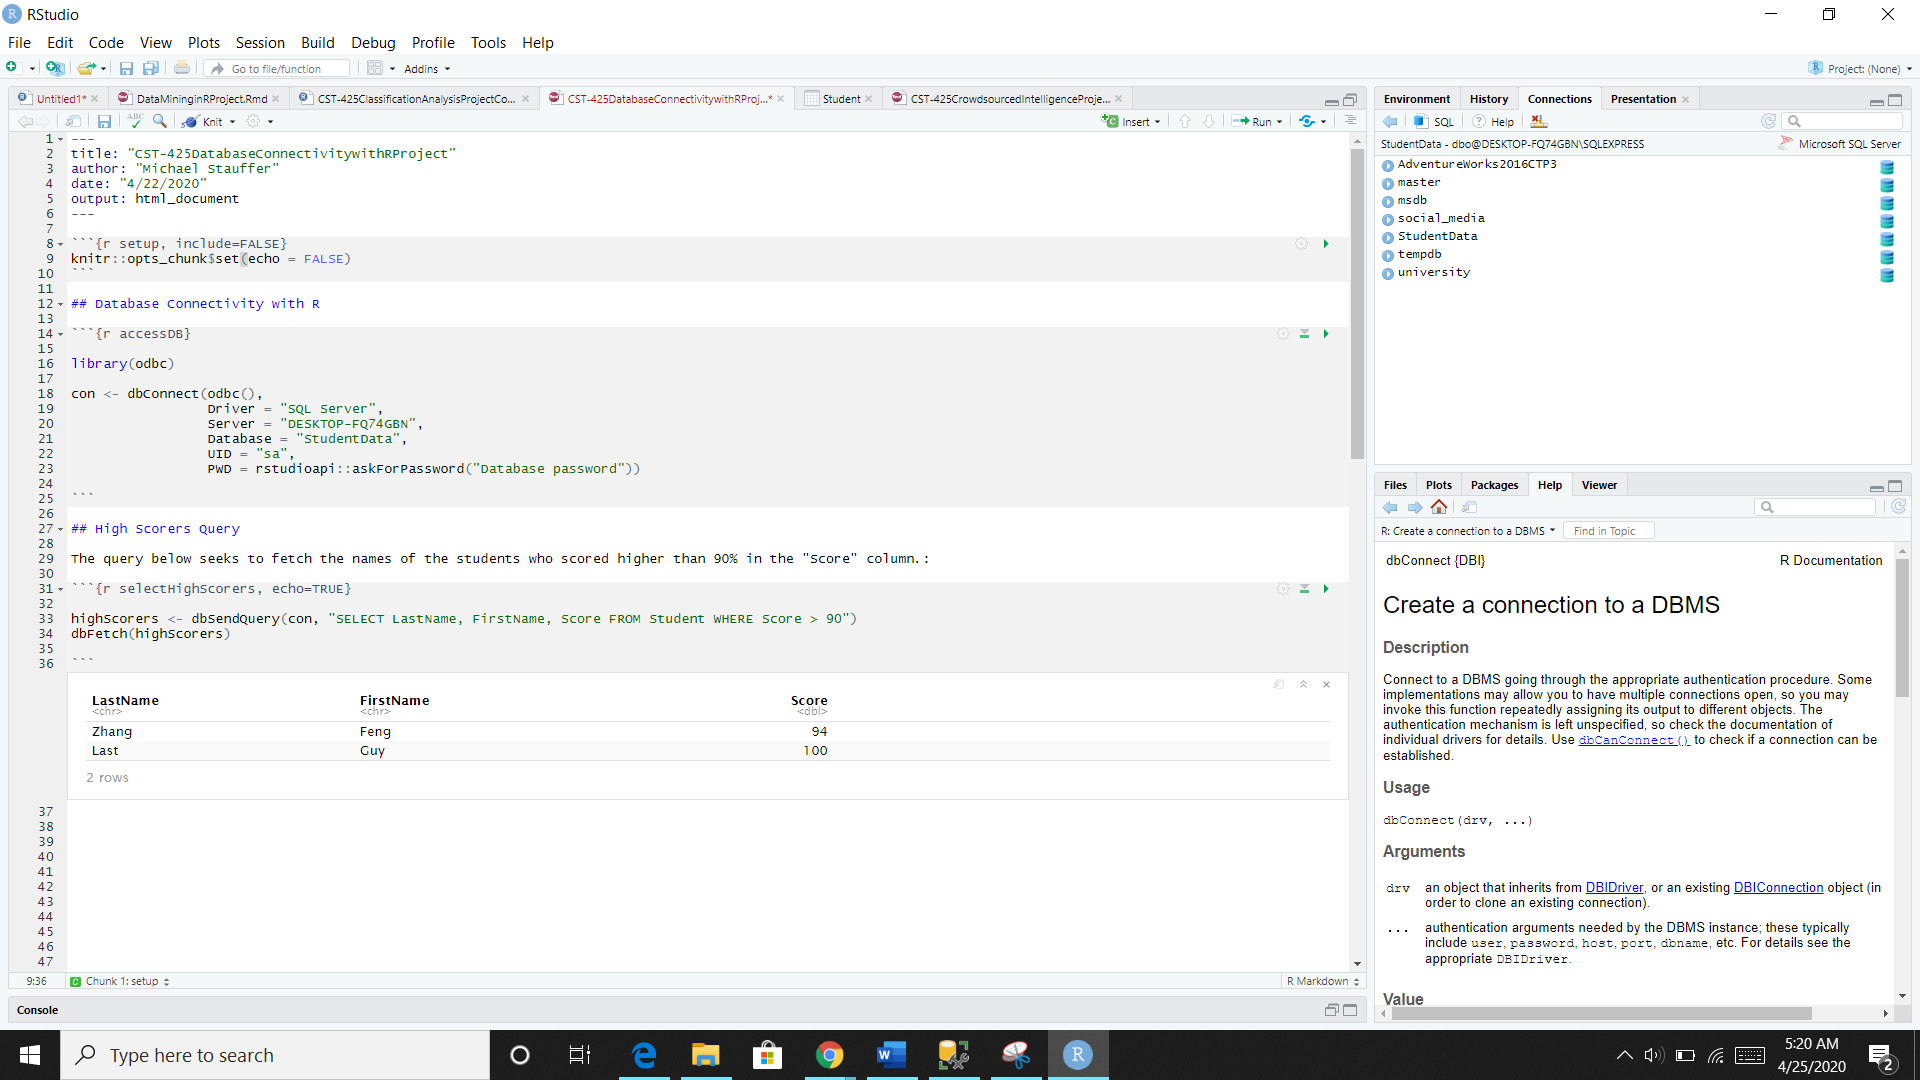 RStudio
File Edit Code View Plots Session Build Debug Profile Tools Help
Go to file/function Addins Project: (None)
Untitled1* DataMininginRProject.Rmd CST-425ClassificationAnalysisProjectCo... CST-425DatabaseConnectivitywithRProj...* Student CST-425CrowdsourcedIntelligenceProje...
ABC Knit Insert Run
1 ---
2 title: "CST-425DatabaseConnectivitywithRProject"
3 author: "Michael Stauffer"
4 date: "4/22/2020"
5 output: html_document
6 ---
7
8 ```{r setup, include=FALSE}
9 knitr::opts_chunk$set(echo = FALSE)
10 ```
11
12 ## Database Connectivity with R
13
14 ```{r accessDB}
15
16 library(odbc)
17
18 con <- dbConnect(odbc(),
19 Driver = "SQL Server",
20 Server = "DESKTOP-FQ74GBN",
21 Database = "StudentData",
22 UID = "sa",
23 PWD = rstudioapi::askForPassword("Database password"))
24
25 ```
26
27 ## High Scorers Query
28
29 The query below seeks to fetch the names of the students who scored higher than 90% in the "Score" column.:
30
31 ```{r selectHighScorers, echo=TRUE}
32
33 highScorers <- dbSendQuery(con, "SELECT LastName, FirstName, Score FROM Student WHERE Score > 90")
34 dbFetch(highScorers)
35
36 ```
LastName FirstName Score
<chr> <chr> <dbl>
Zhang Feng 94
Last Guy 100
2 rows
37
38
39
40
41
42
43
44
45
46
47
9:36 Chunk 1: setup R Markdown
Console
Environment History Connections Presentation
SQL Help
StudentData - dbo@DESKTOP-FQ74GBN\SQLEXPRESS Microsoft SQL Server
AdventureWorks2016CTP3
master
msdb
social_media
StudentData
tempdb
university
Files Plots Packages Help Viewer
R: Create a connection to a DBMS Find in Topic
dbConnect {DBI} R Documentation
Create a connection to a DBMS
Description
Connect to a DBMS going through the appropriate authentication procedure. Some
implementations may allow you to have multiple connections open, so you may
invoke this function repeatedly assigning its output to different objects. The
authentication mechanism is left unspecified, so check the documentation of
individual drivers for details. Use dbCanConnect() to check if a connection can be
established.
Usage
dbConnect(drv, ...)
Arguments
drv an object that inherits from DBIDriver, or an existing DBIConnection object (in
order to clone an existing connection).
... authentication arguments needed by the DBMS instance; these typically
include user, password, host, port, dbname, etc. For details see the
appropriate DBIDriver.
Value
Type here to search
5:20 AM
4/25/2020
2